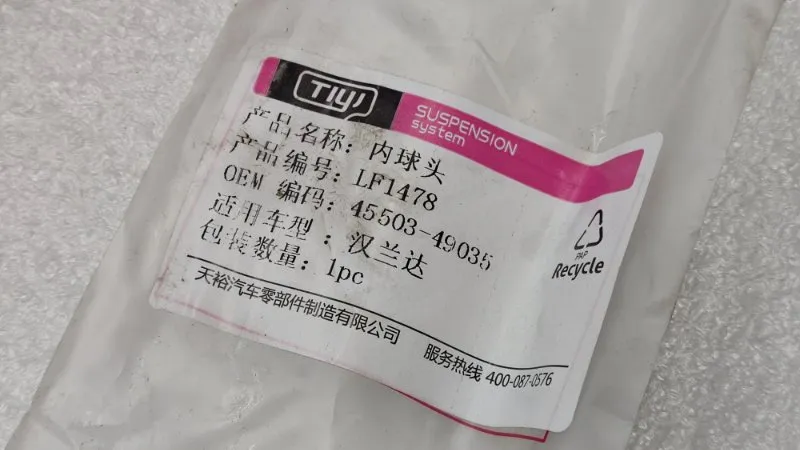 TIYI
SUSPENSION
system
产品名称：内球头
产品编号：LF1478
OEM 编码：45503-49035
适用车型：汉兰达
包装数量：1pc
PAP
Recycle
天裕汽车零部件制造有限公司
服务热线 400-087-0576